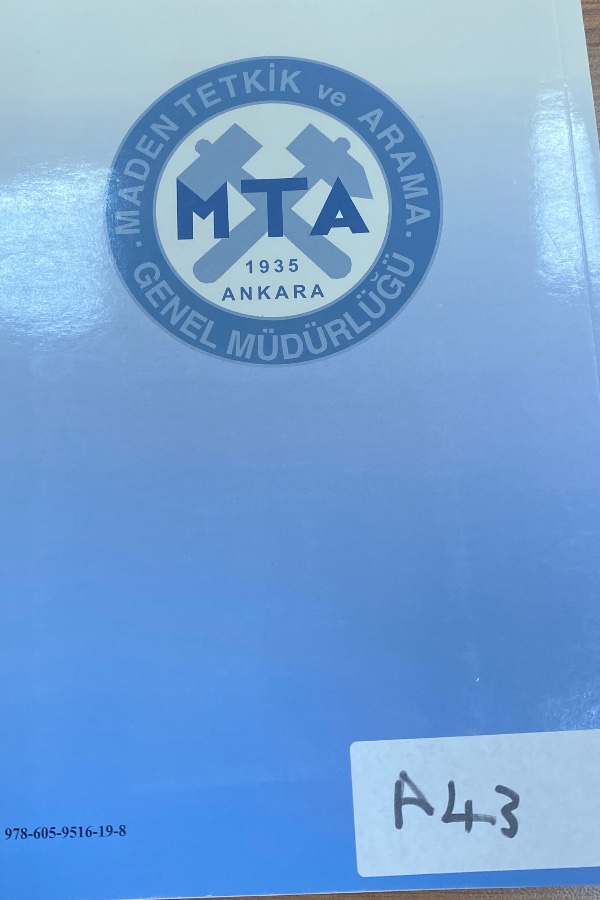 MADEN TETKİK ve ARAMA
MTA
1935
ANKARA
GENEL MÜDÜRLÜĞÜ
A43
978-605-9516-19-8